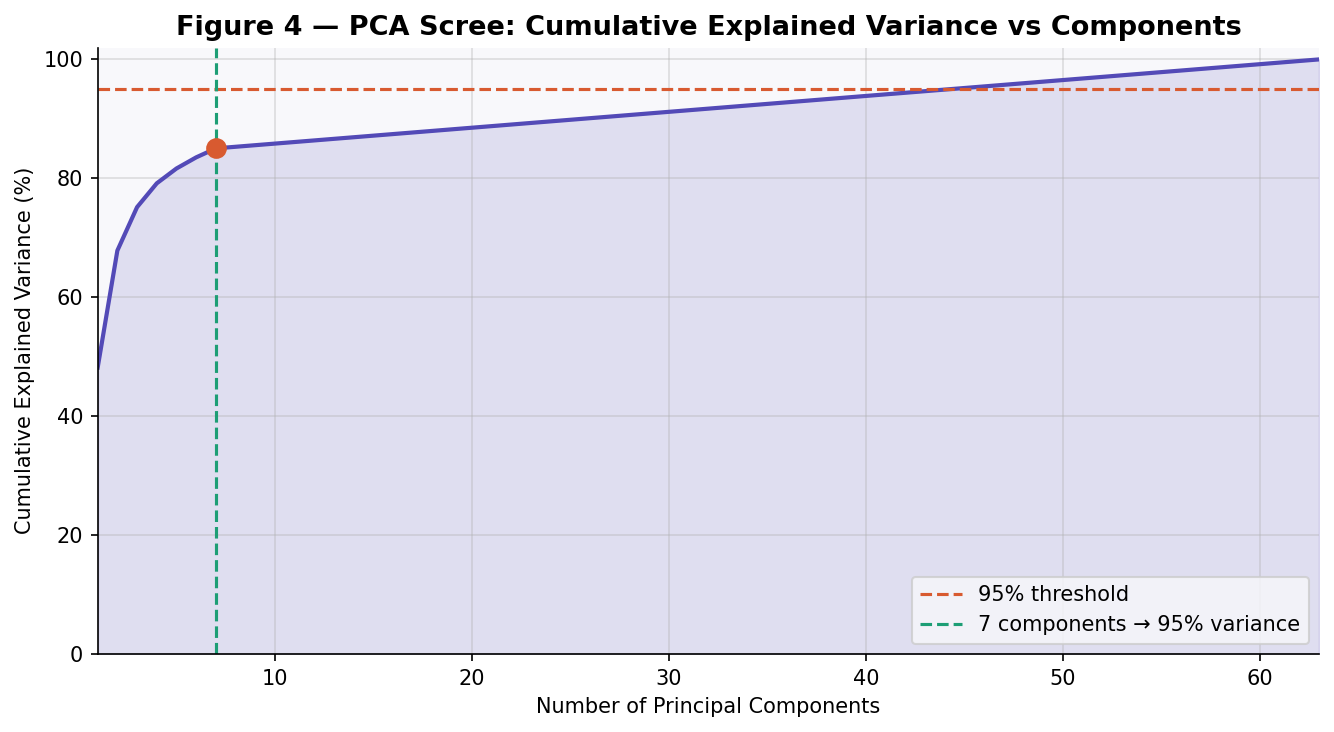 Figure 4 — PCA Scree: Cumulative Explained Variance vs Components
Cumulative Explained Variance (%)
100
80
60
40
20
0
10
20
30
40
50
60
Number of Principal Components
95% threshold
7 components → 95% variance